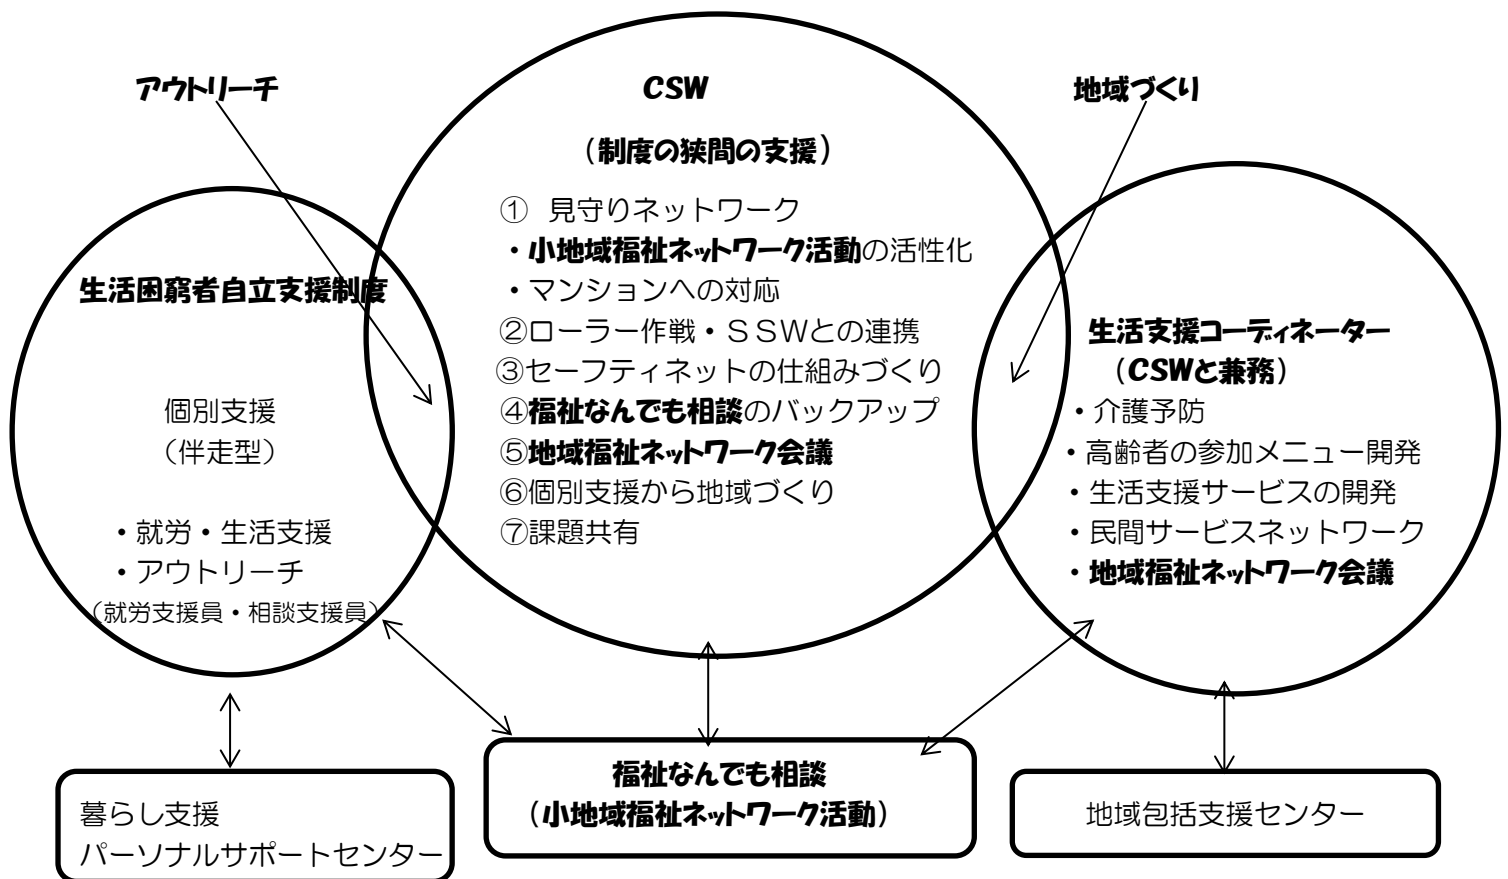 アウトリーチ
CSW
地域づくり
（制度の狭間の支援）
① 見守りネットワーク
・小地域福祉ネットワーク活動の活性化
・マンションへの対応
②ローラー作戦・ＳＳＷとの連携
③セーフティネットの仕組みづくり
④福祉なんでも相談のバックアップ
⑤地域福祉ネットワーク会議
⑥個別支援から地域づくり
⑦課題共有
生活困窮者自立支援制度
個別支援
（伴走型）
・就労・生活支援
・アウトリーチ
（就労支援員・相談支援員）
生活支援コーディネーター
（CSWと兼務）
・介護予防
・高齢者の参加メニュー開発
・生活支援サービスの開発
・民間サービスネットワーク
・地域福祉ネットワーク会議
暮らし支援
パーソナルサポートセンター
福祉なんでも相談
（小地域福祉ネットワーク活動）
地域包括支援センター